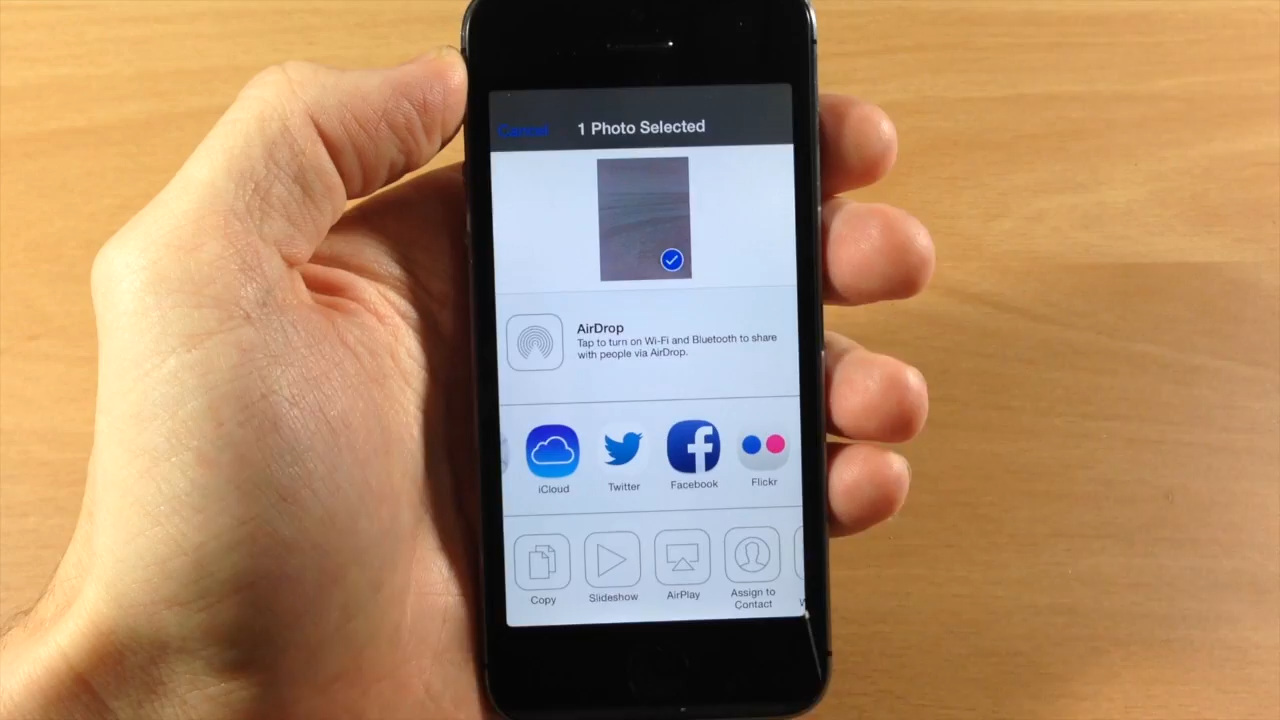 Cancel 1 Photo Selected
AirDrop
Tap to turn on Wi-Fi and Bluetooth to share
with people via AirDrop.
iCloud Twitter Facebook Flickr
Copy Slideshow AirPlay Assign to
Contact